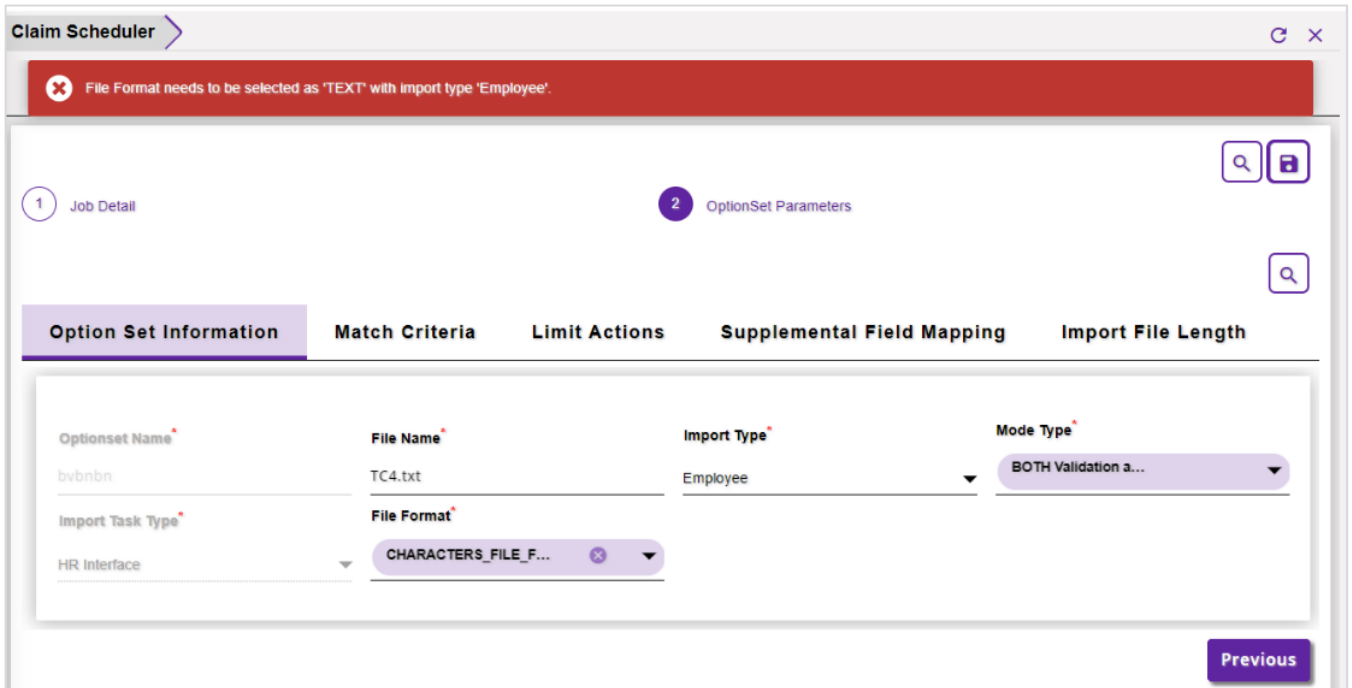 Claim Scheduler
File Format needs to be selected as 'TEXT' with import type 'Employee'.
1 Job Detail 2 OptionSet Parameters
Option Set Information Match Criteria Limit Actions Supplemental Field Mapping Import File Length
Optionset Name* File Name* Import Type* Mode Type*
bvbnbn TC4.txt Employee BOTH Validation a...
Import Task Type* File Format*
HR Interface CHARACTERS_FILE_F...
Previous